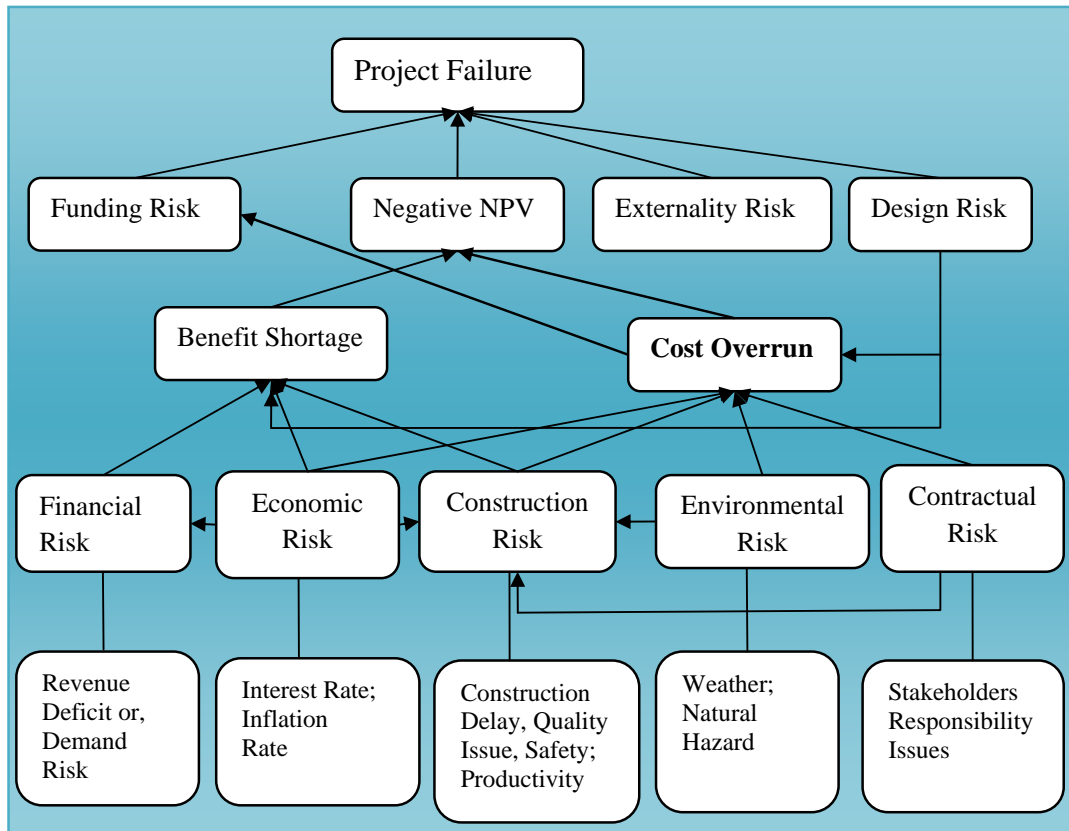 Project Failure
Funding Risk
Negative NPV
Externality Risk
Design Risk
Benefit Shortage
Cost Overrun
Financial
Risk
Economic
Risk
Construction
Risk
Environmental
Risk
Contractual
Risk
Revenue
Deficit or,
Demand
Risk
Interest Rate;
Inflation
Rate
Construction
Delay, Quality
Issue, Safety;
Productivity
Weather;
Natural
Hazard
Stakeholders
Responsibility
Issues